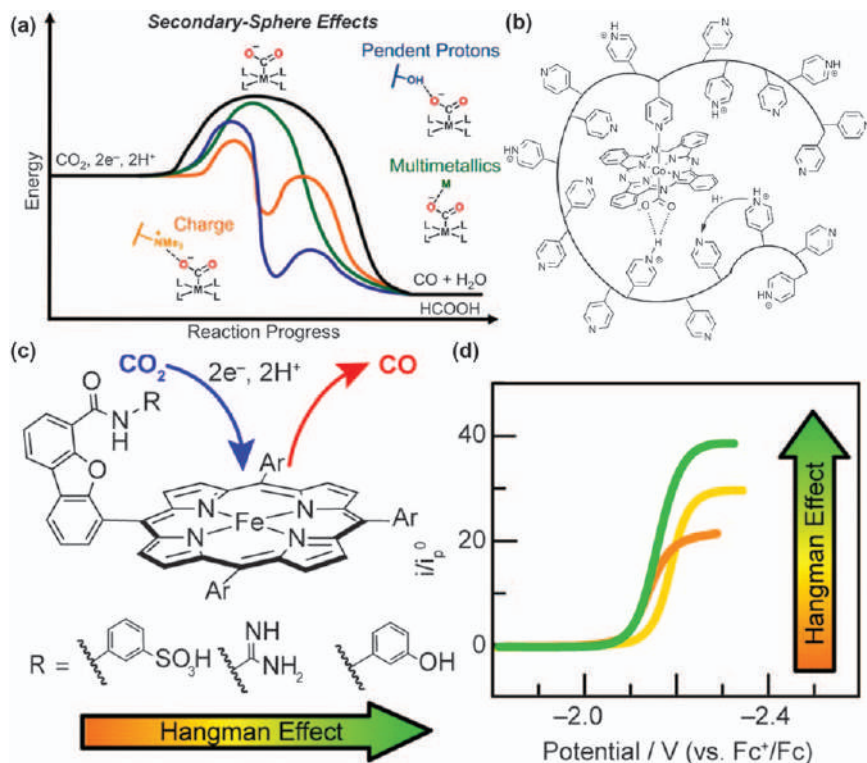 (a)
Secondary-Sphere Effects
Pendent Protons
OH
O
C
O
L
L
M
L
L
Multimetallics
M
O
C
O
L
L
M
L
L
O
C
O
L
L
M
L
L
Energy
CO₂, 2e⁻, 2H⁺
Charge
NMe₃
+
O
C
O
L
L
M
L
L
CO + H₂O
HCOOH
Reaction Progress
(b)
N
HN
NH
Co
H⁺
O
O
H
(c)
CO₂
2e⁻, 2H⁺
CO
O
N
H
R
O
Ar
N
N
Fe
N
N
Ar
Ar
R =
SO₃H
NH
NH₂
OH
Hangman Effect
(d)
40
20
0
i/iₚ⁰
Hangman Effect
−2.0
−2.4
Potential / V (vs. Fc⁺/Fc)